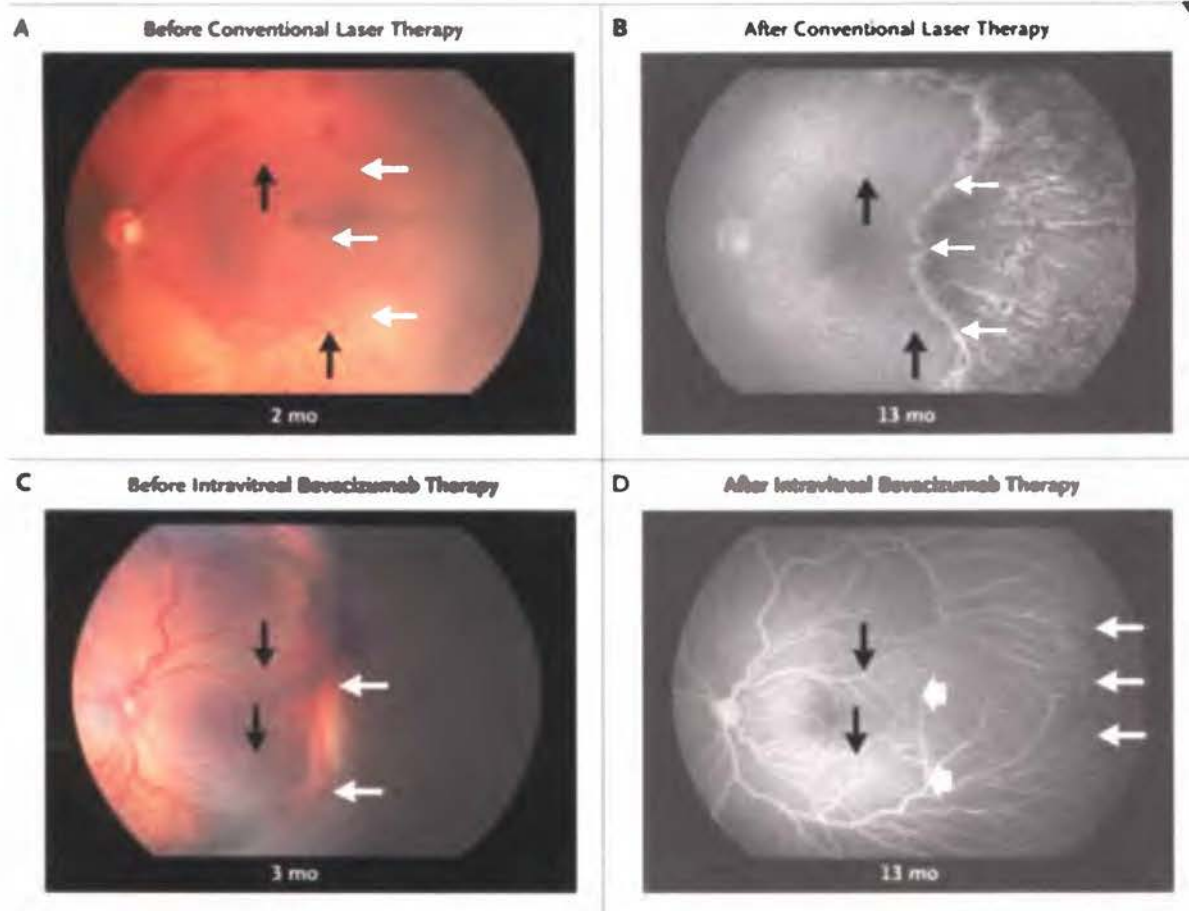 A Before Conventional Laser Therapy
2 mo
B After Conventional Laser Therapy
13 mo
C Before Intravitreal Bevacizumab Therapy
3 mo
D After Intravitreal Bevacizumab Therapy
13 mo